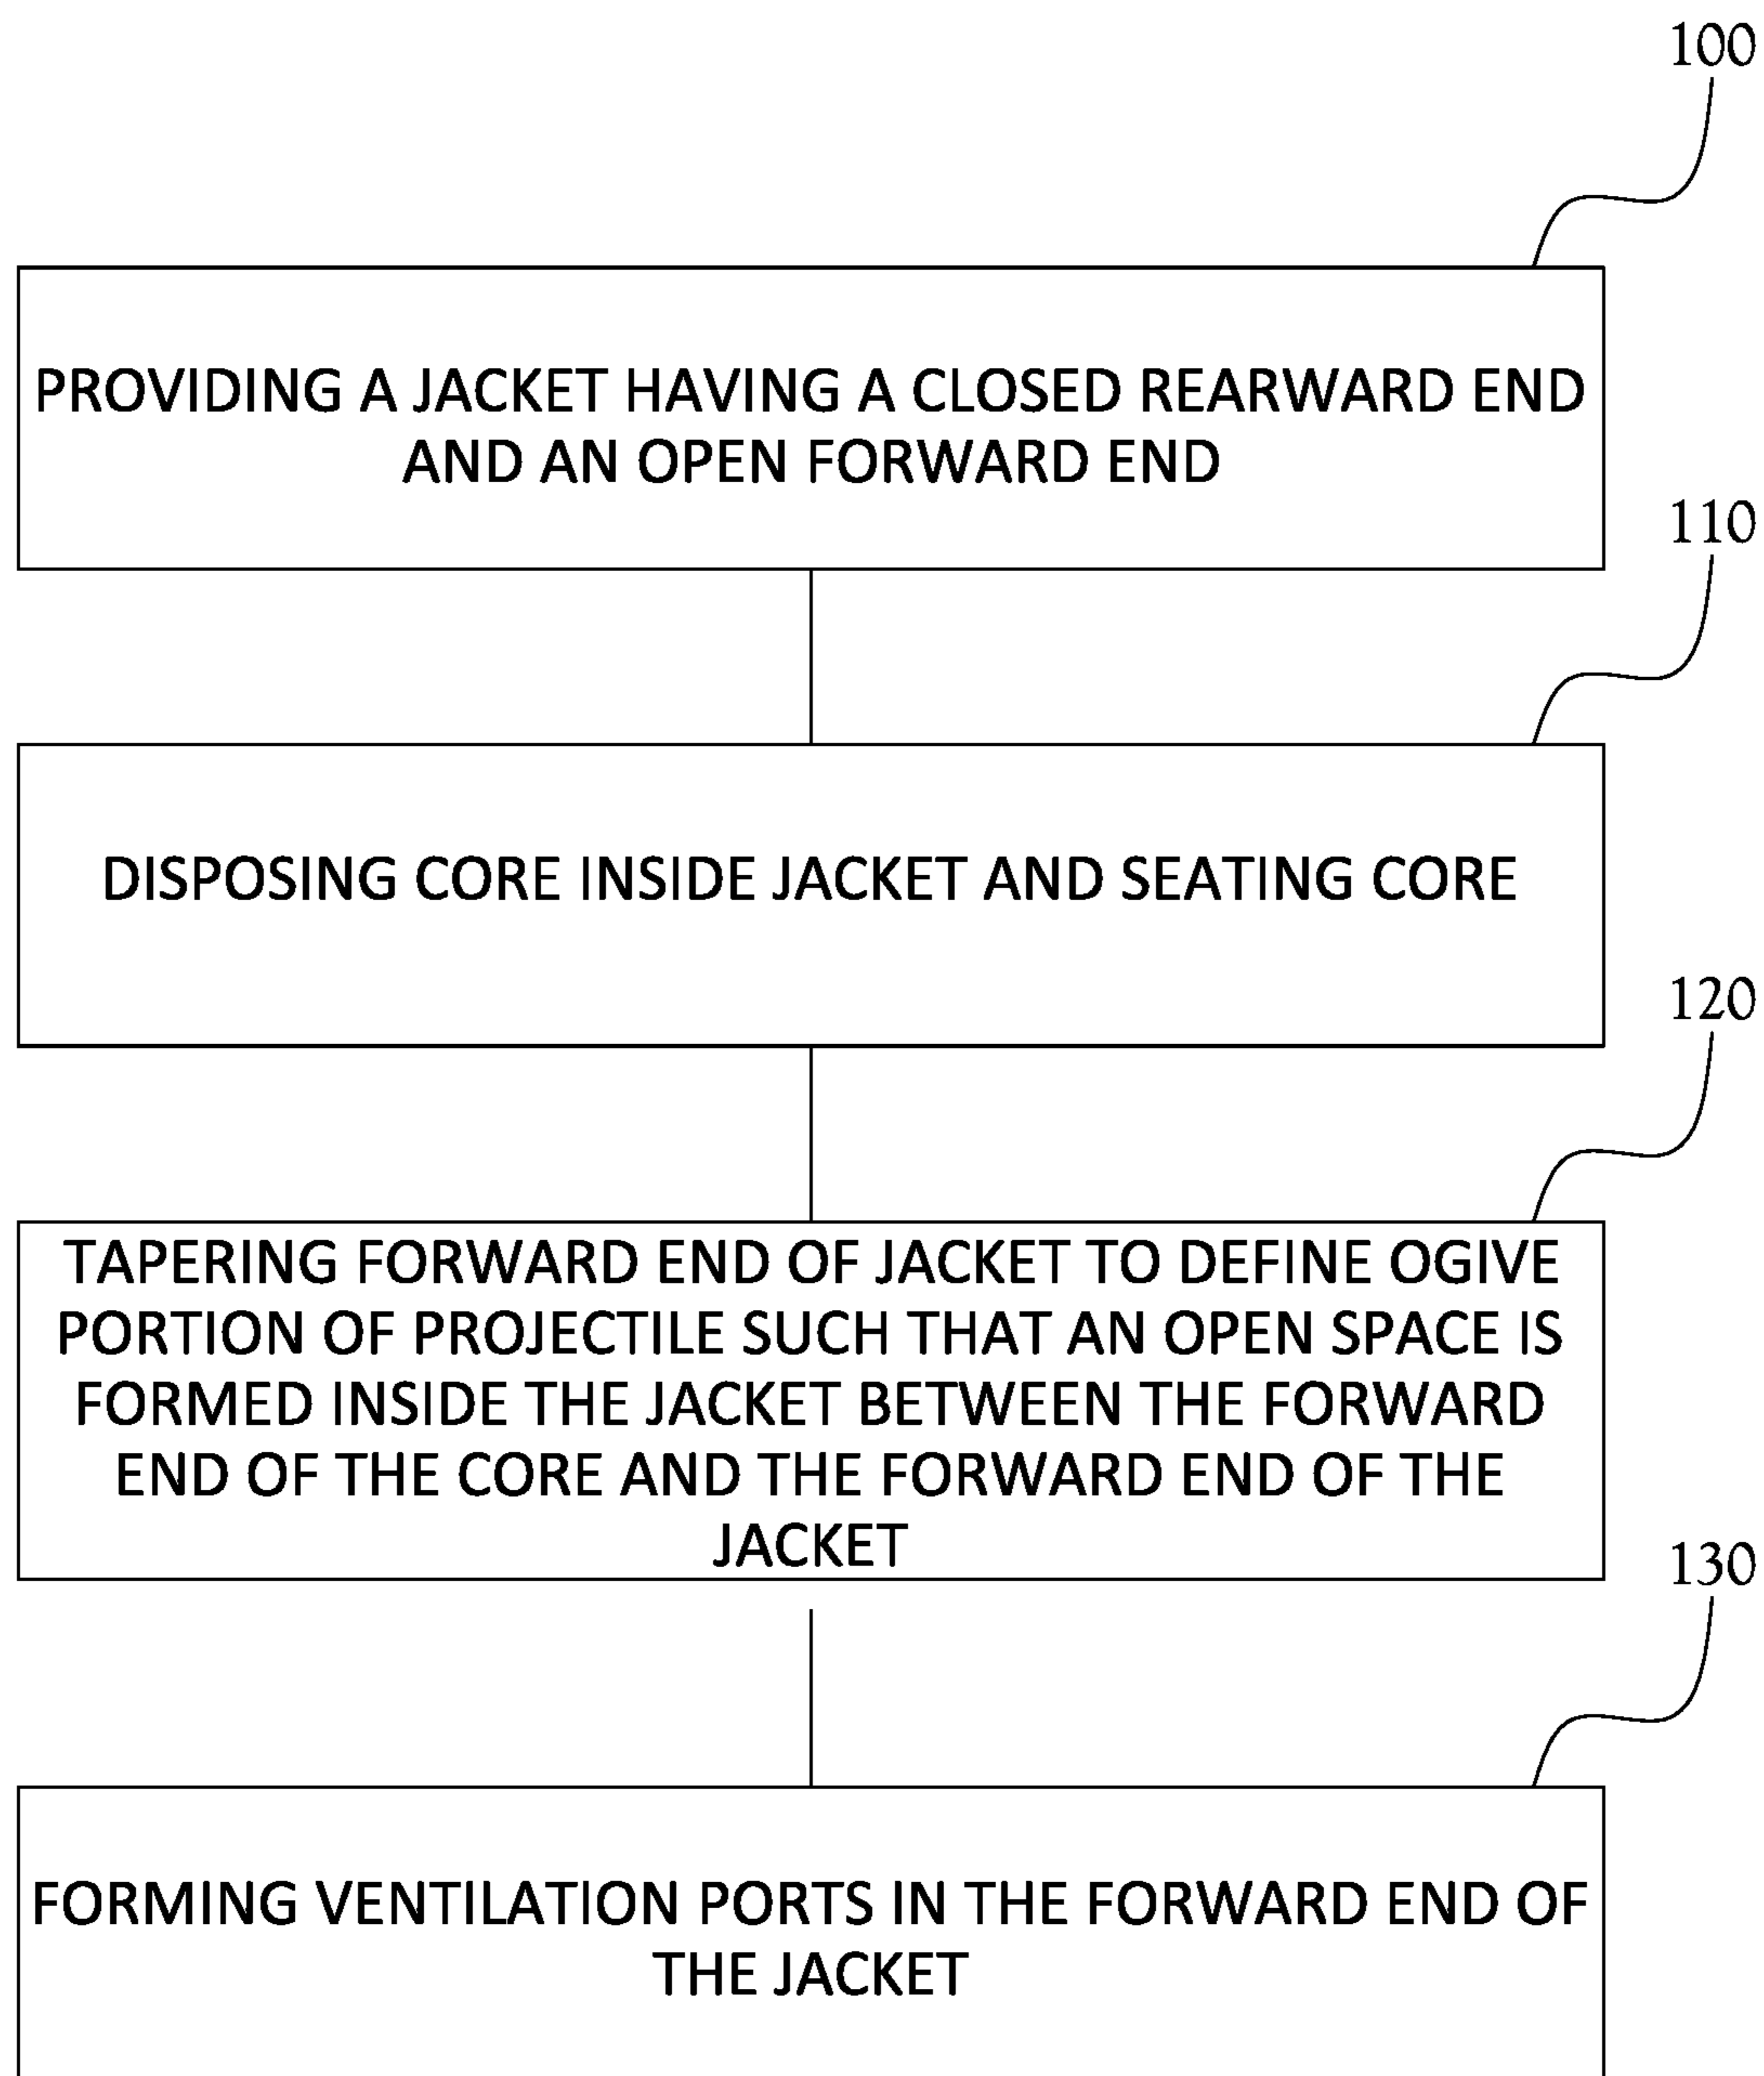 100
PROVIDING A JACKET HAVING A CLOSED REARWARD END
AND AN OPEN FORWARD END
110
DISPOSING CORE INSIDE JACKET AND SEATING CORE
120
TAPERING FORWARD END OF JACKET TO DEFINE OGIVE
PORTION OF PROJECTILE SUCH THAT AN OPEN SPACE IS
FORMED INSIDE THE JACKET BETWEEN THE FORWARD
END OF THE CORE AND THE FORWARD END OF THE
JACKET
130
FORMING VENTILATION PORTS IN THE FORWARD END OF
THE JACKET